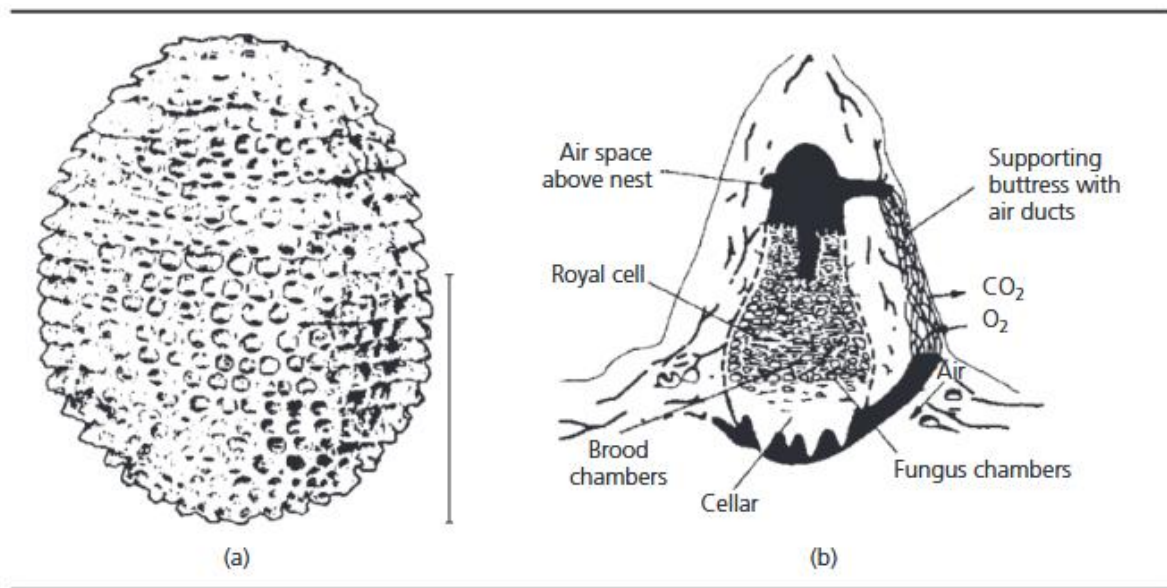 Air space
above nest
Supporting
buttress with
air ducts
Royal cell
CO₂
O₂
Air
Brood
chambers
Fungus chambers
Cellar
(a)
(b)